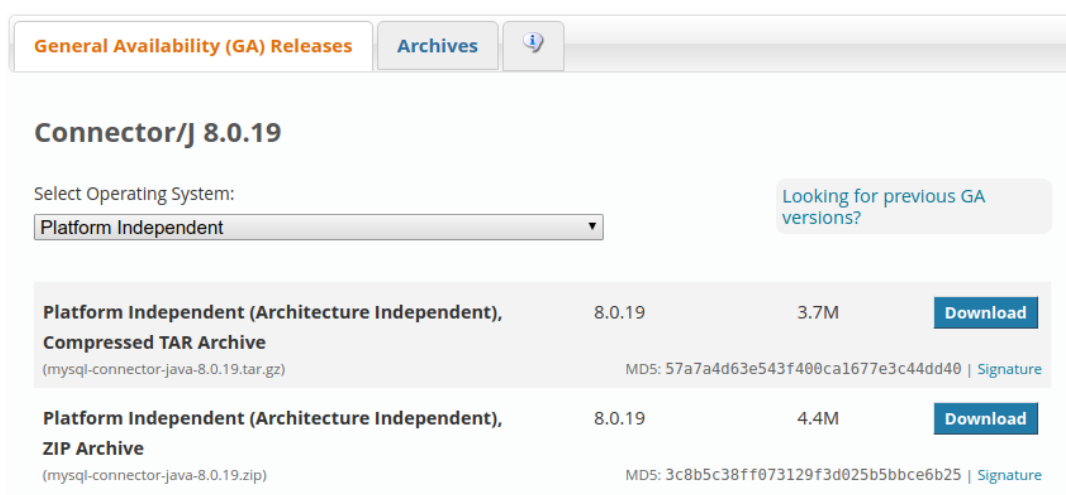 General Availability (GA) Releases
Archives
Connector/J 8.0.19
Select Operating System:
Platform Independent
Looking for previous GA
versions?
Platform Independent (Architecture Independent), 8.0.19 3.7M Download
Compressed TAR Archive
(mysql-connector-java-8.0.19.tar.gz) MD5: 57a7a4d63e543f400ca1677e3c44dd40 | Signature
Platform Independent (Architecture Independent), 8.0.19 4.4M Download
ZIP Archive
(mysql-connector-java-8.0.19.zip) MD5: 3c8b5c38ff073129f3d025b5bbce6b25 | Signature